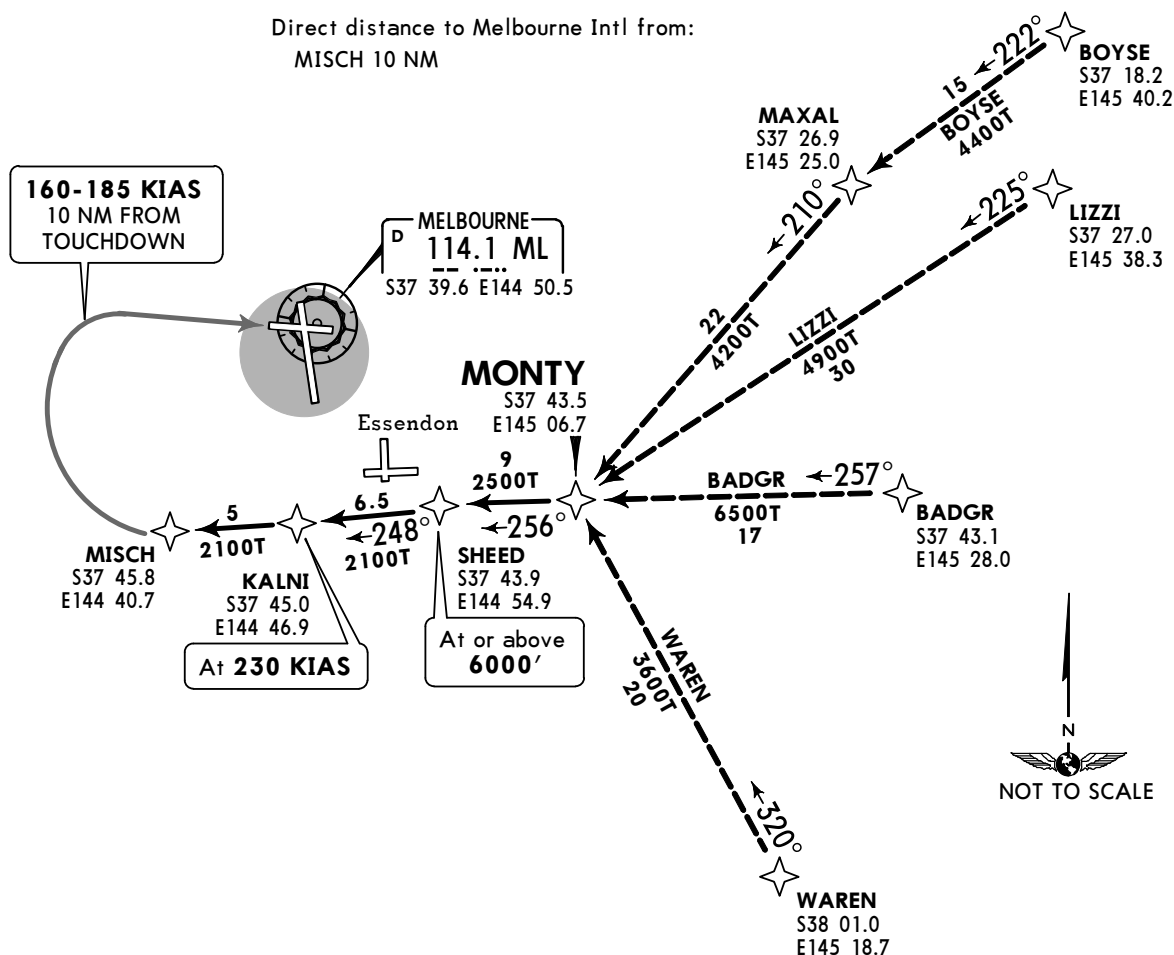 Direct distance to Melbourne Intl from:
MISCH 10 NM
222°
BOYSE
S37 18.2
E145 40.2
15
BOYSE
4400T
MAXAL
S37 26.9
E145 25.0
210°
22
4200T
225°
LIZZI
S37 27.0
E145 38.3
LIZZI
4900T
30
160-185 KIAS
10 NM FROM
TOUCHDOWN
MELBOURNE
D 114.1 ML
S37 39.6 E144 50.5
MONTY
S37 43.5
E145 06.7
Essendon
9
2500T
256°
6.5
248°
2100T
5
2100T
BADGR
257°
6500T
17
BADGR
S37 43.1
E145 28.0
MISCH
S37 45.8
E144 40.7
KALNI
S37 45.0
E144 46.9
At 230 KIAS
SHEED
S37 43.9
E144 54.9
At or above
6000′
WAREN
3600T
20
320°
WAREN
S38 01.0
E145 18.7
N
NOT TO SCALE